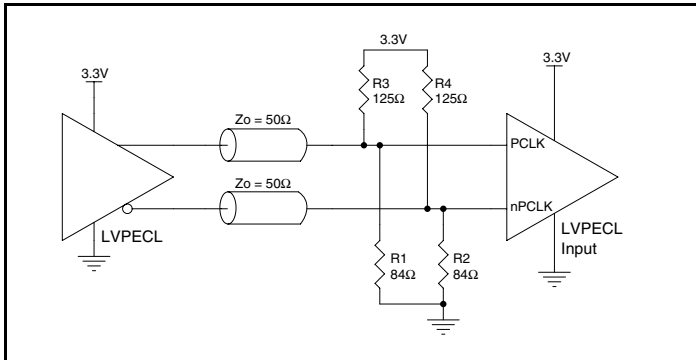 3.3V
3.3V
3.3V
R3
125Ω
R4
125Ω
Zo = 50Ω
PCLK
Zo = 50Ω
nPCLK
LVPECL
LVPECL
Input
R1
84Ω
R2
84Ω